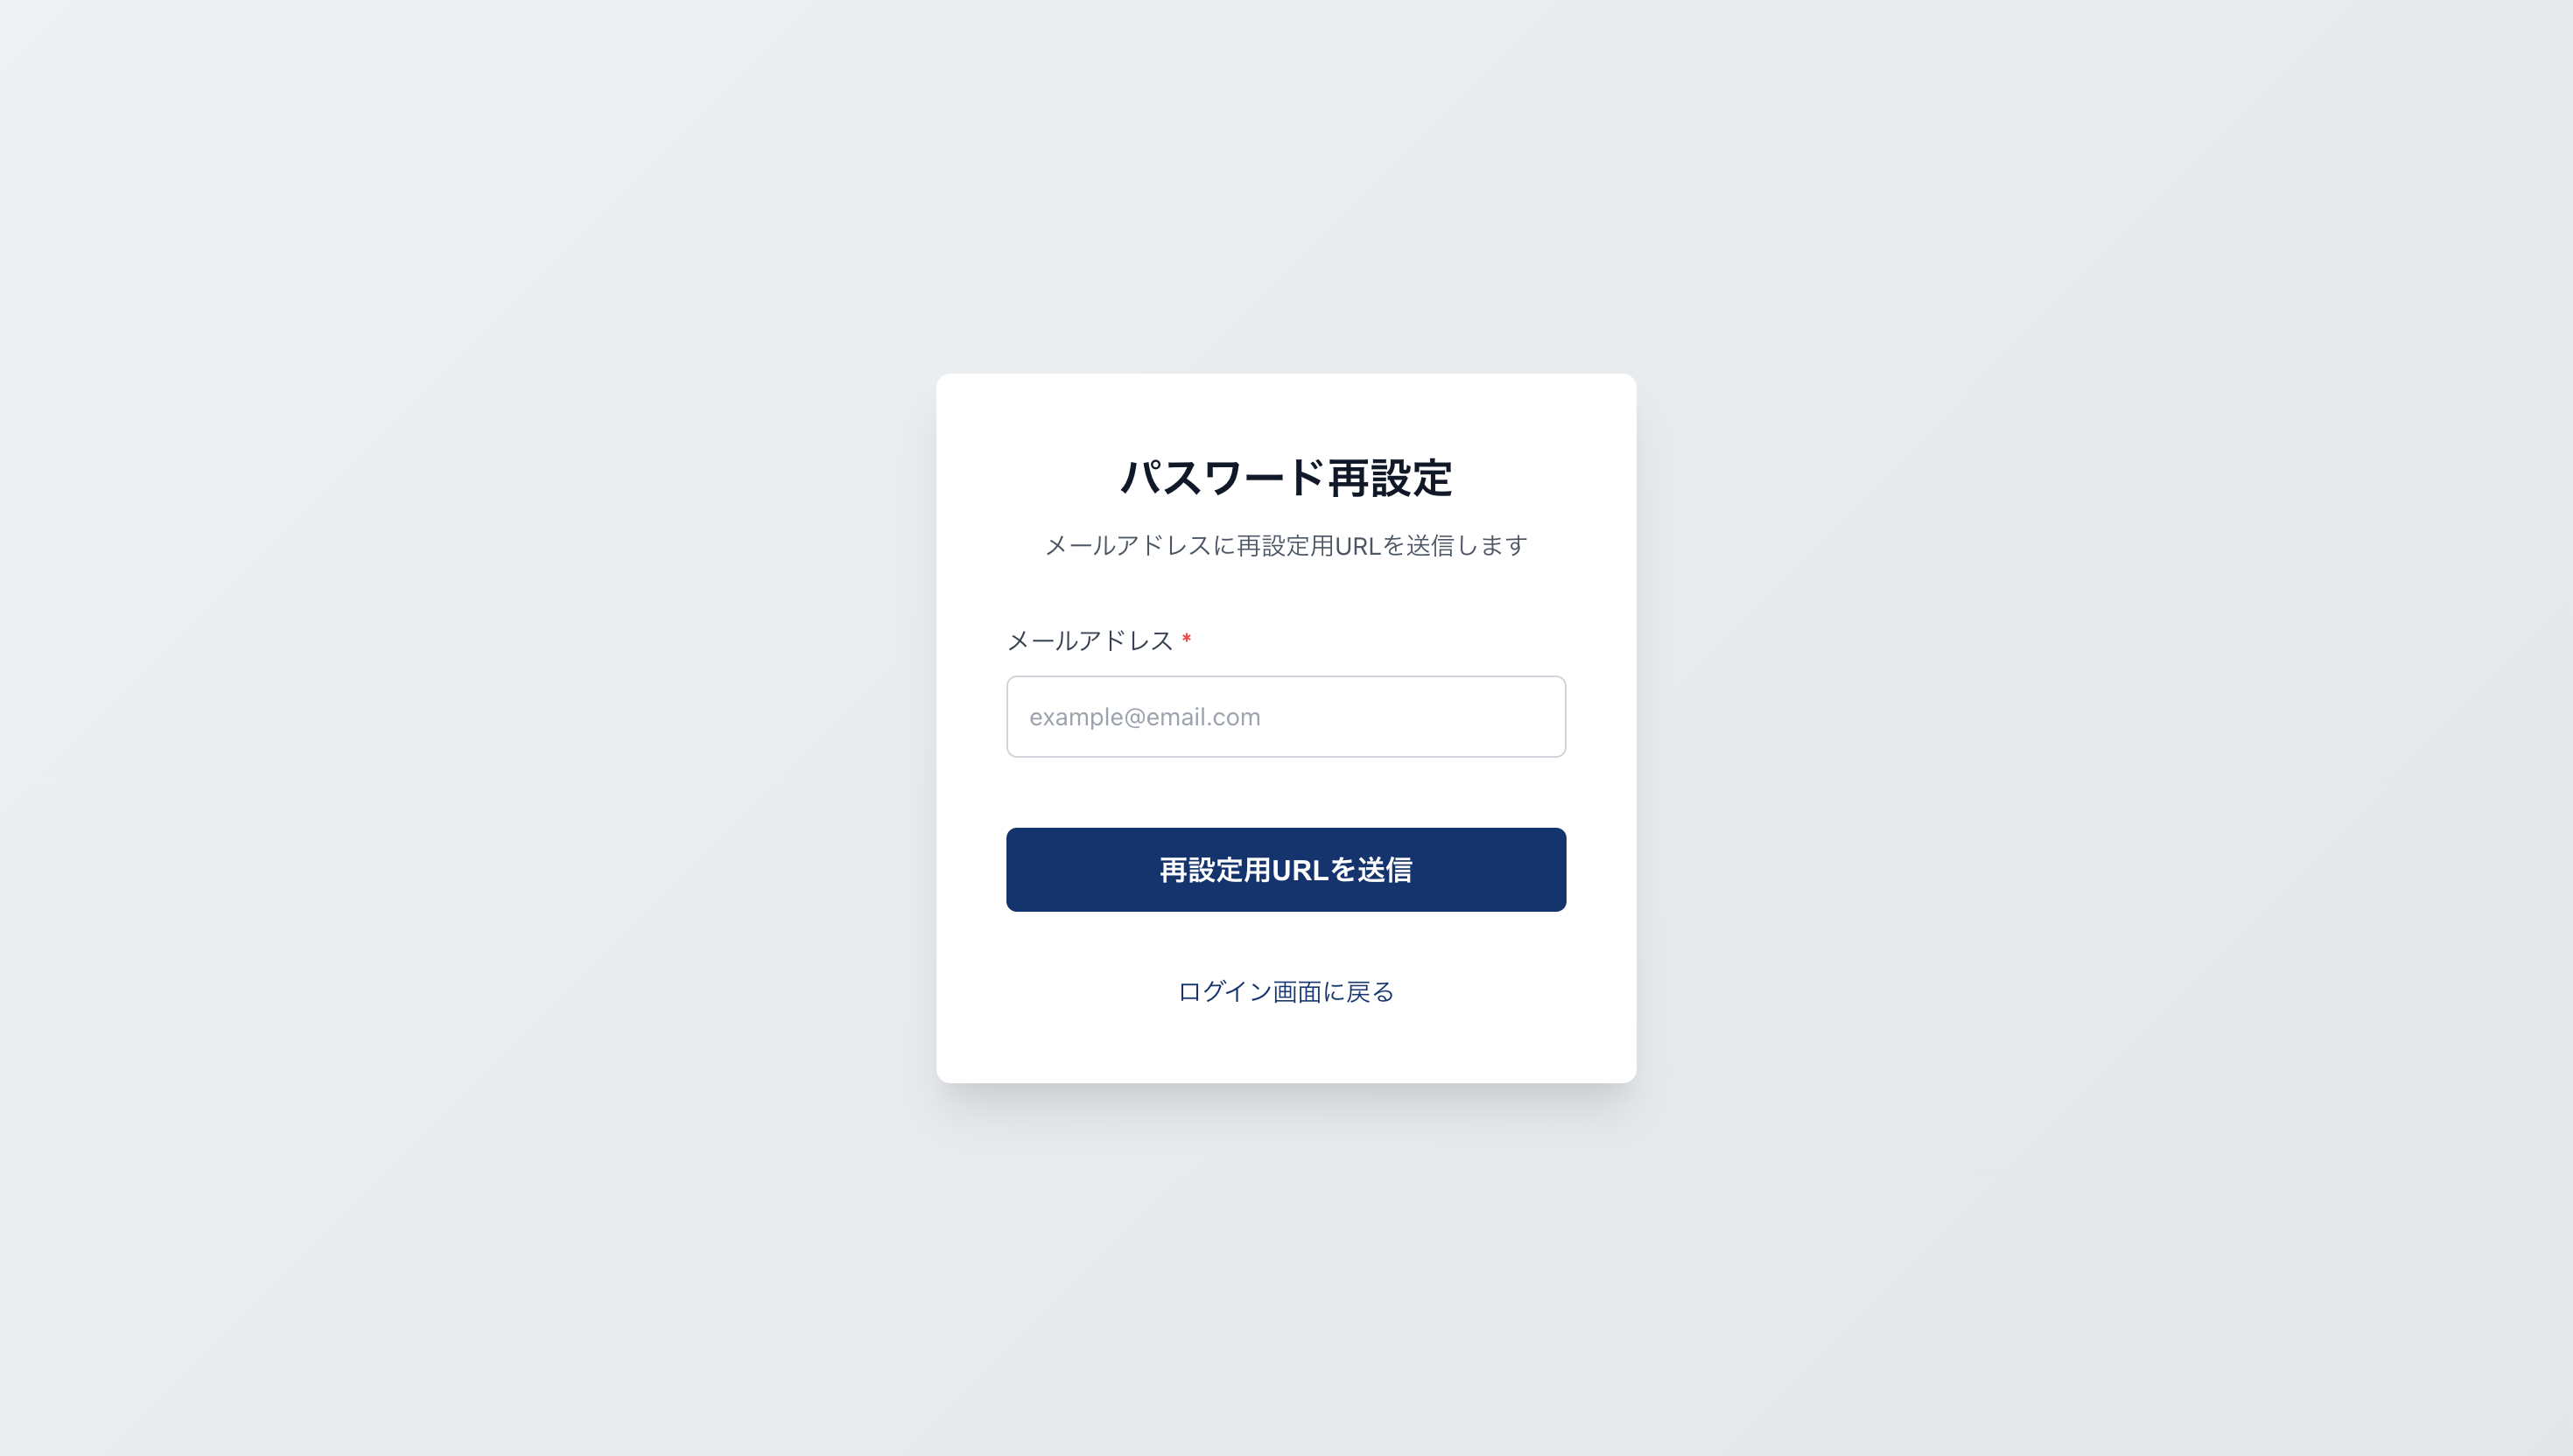 パスワード再設定
メールアドレスに再設定用URLを送信します
メールアドレス *
example@email.com
再設定用URLを送信
ログイン画面に戻る